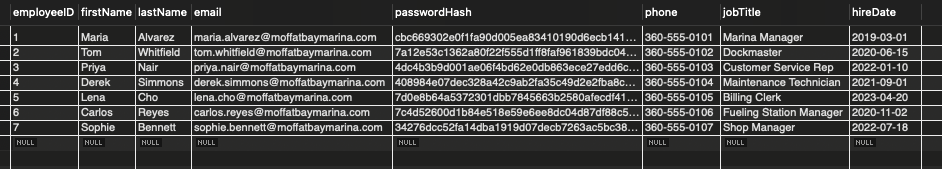 employeeID firstName lastName email passwordHash phone jobTitle hireDate
1 Maria Alvarez maria.alvarez@moffatbaymarina.com cbc669302e0f1fa90d005ea83410190d6ecb141... 360-555-0101 Marina Manager 2019-03-01
2 Tom Whitfield tom.whitfield@moffatbaymarina.com 7a12e53c1362a80f22f555d1ff8faf961839bdc04... 360-555-0102 Dockmaster 2020-06-15
3 Priya Nair priya.nair@moffatbaymarina.com 4dc4b3b9d001ae06f4bd62e0db863ece27edd6c... 360-555-0103 Customer Service Rep 2022-01-10
4 Derek Simmons derek.simmons@moffatbaymarina.com 408984e07dec328a42c9ab2fa35c49d2e2fba8c... 360-555-0104 Maintenance Technician 2021-09-01
5 Lena Cho lena.cho@moffatbaymarina.com 7d0e8b64a5372301dbb7845663b2580afecdf41... 360-555-0105 Billing Clerk 2023-04-20
6 Carlos Reyes carlos.reyes@moffatbaymarina.com 7c4d52600d1b84e518e59e6ee8dc04d87df88c5... 360-555-0106 Fueling Station Manager 2020-11-02
7 Sophie Bennett sophie.bennett@moffatbaymarina.com 34276dcc52fa14dba1919d07decb7263ac5bc38... 360-555-0107 Shop Manager 2022-07-18
NULL NULL NULL NULL NULL NULL NULL NULL